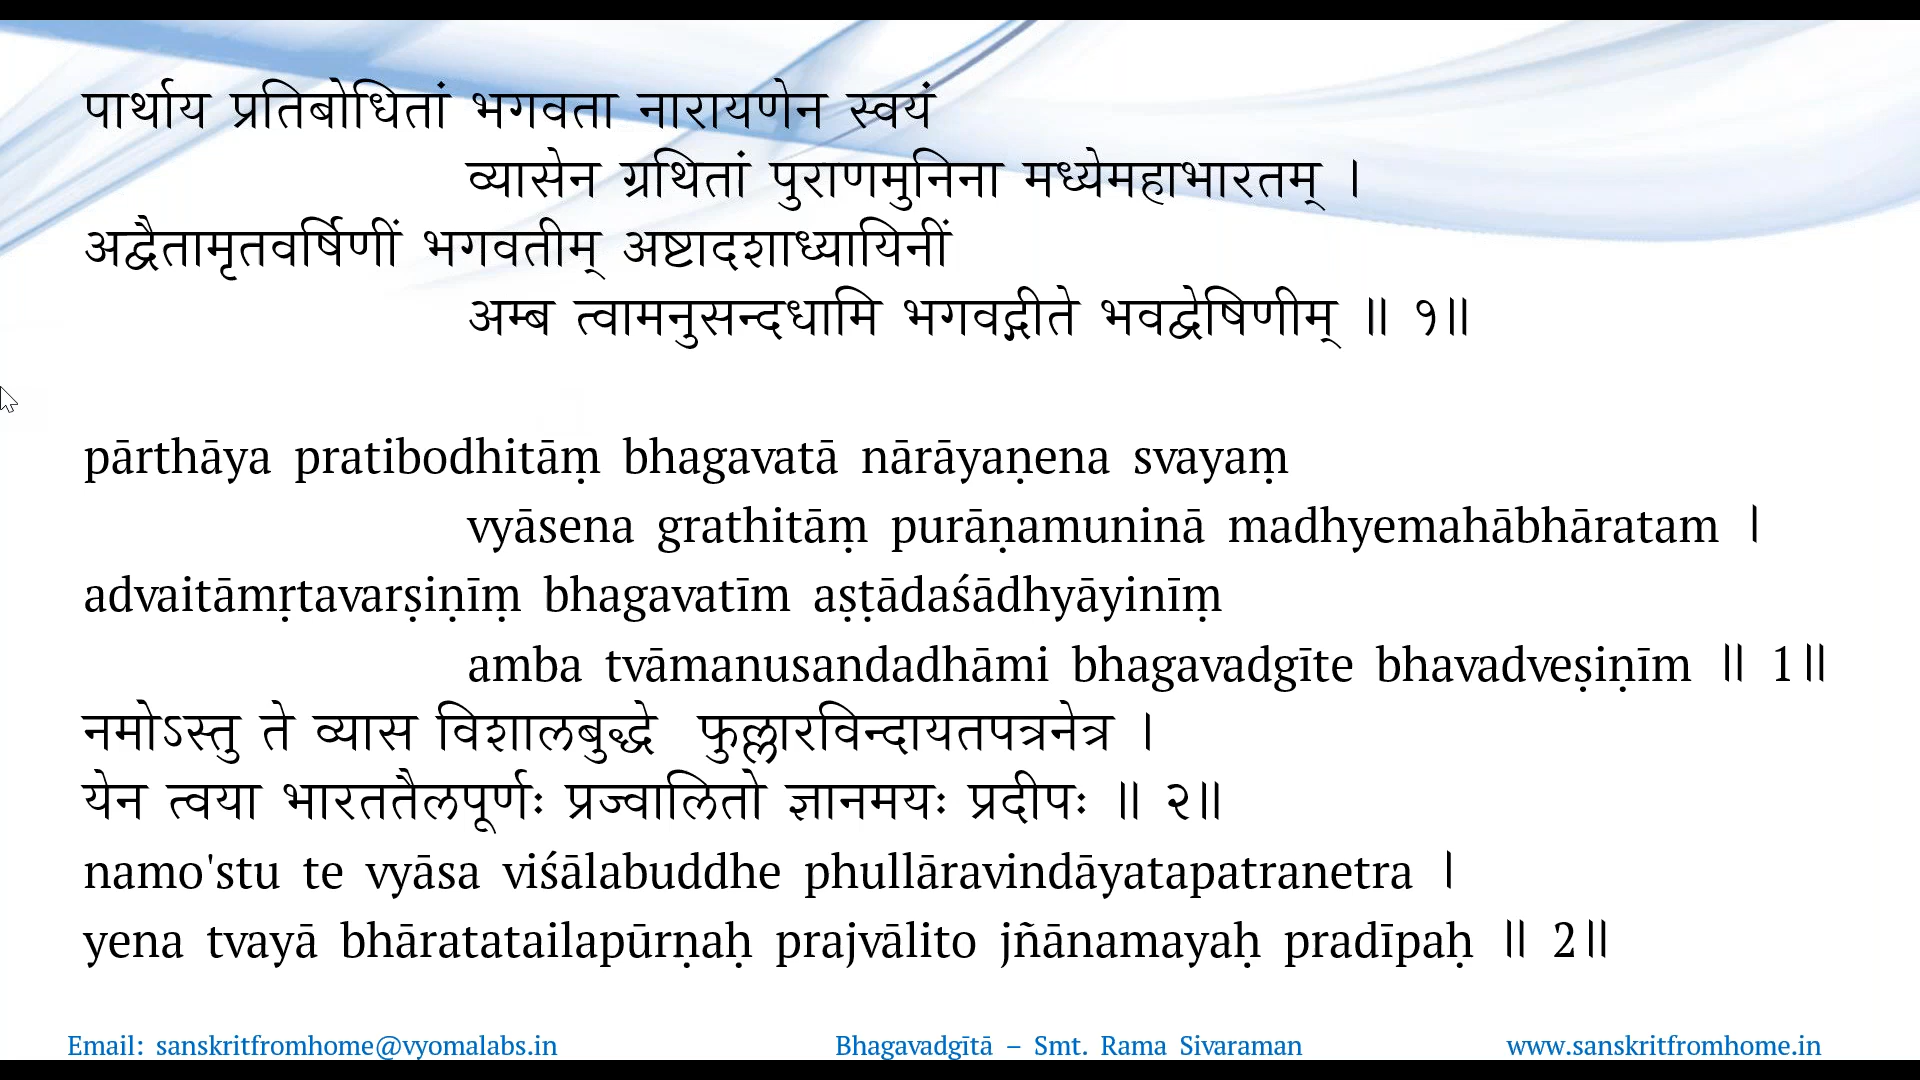 पार्थाय प्रतिबोधितां भगवता नारायणेन स्वयं
व्यासेन ग्रथितां पुराणमुनिना मध्येमहाभारतम् ।
अद्वैतामृतवर्षिणीं भगवतीम् अष्टादशाध्यायिनीं
अम्ब त्वामनुसन्दधामि भगवद्गीते भवद्वेषिणीम् ॥ १॥
pārthāya pratibodhitāṃ bhagavatā nārāyaṇena svayaṃ
vyāsena grathitāṃ purāṇamuninā madhyemahābhāratam ।
advaitāmṛtavarṣiṇīṃ bhagavatīm aṣṭādaśādhyāyinīṃ
amba tvāmanusandadhāmi bhagavadgīte bhavadveṣiṇīm ॥ 1॥
नमोऽस्तु ते व्यास विशालबुद्धे फुल्लारविन्दायतपत्रनेत्र ।
येन त्वया भारततैलपूर्णः प्रज्वालितो ज्ञानमयः प्रदीपः ॥ २॥
namo'stu te vyāsa viśālabuddhe phullāravindāyatapatranetra ।
yena tvayā bhāratatailapūrṇaḥ prajvālito jñānamayaḥ pradīpaḥ ॥ 2॥
Email: sanskritfromhome@vyomalabs.in Bhagavadgītā – Smt. Rama Sivaraman www.sanskritfromhome.in